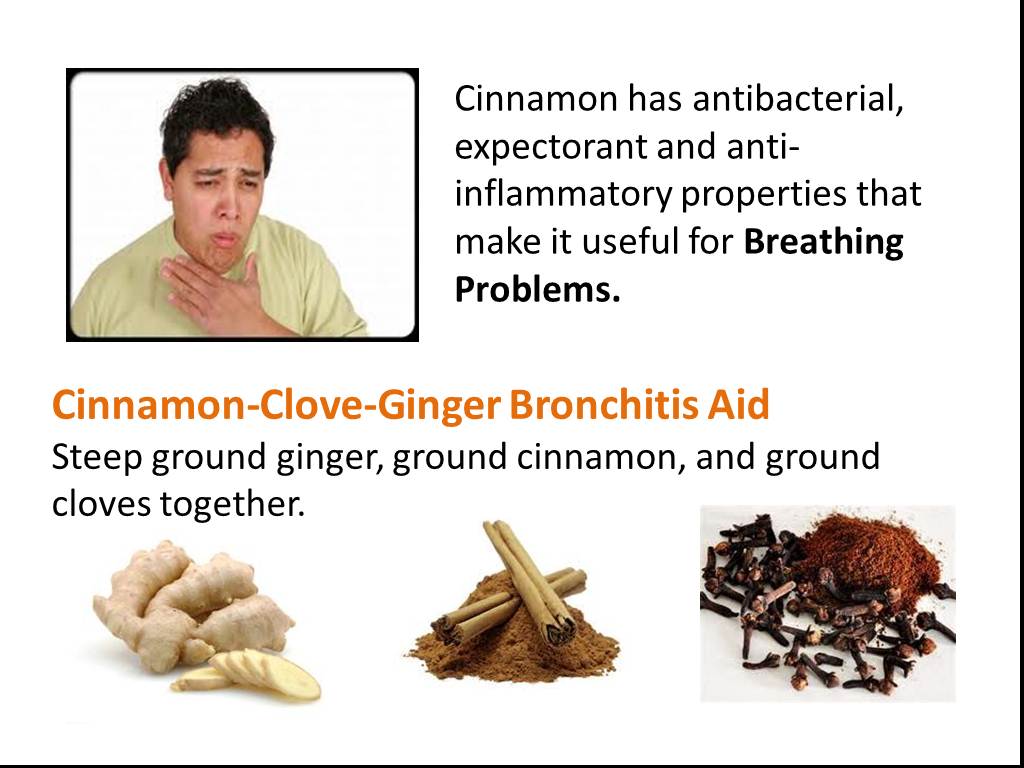 Cinnamon has antibacterial,
expectorant and anti-
inflammatory properties that
make it useful for Breathing
Problems.
Cinnamon-Clove-Ginger Bronchitis Aid
Steep ground ginger, ground cinnamon, and ground
cloves together.